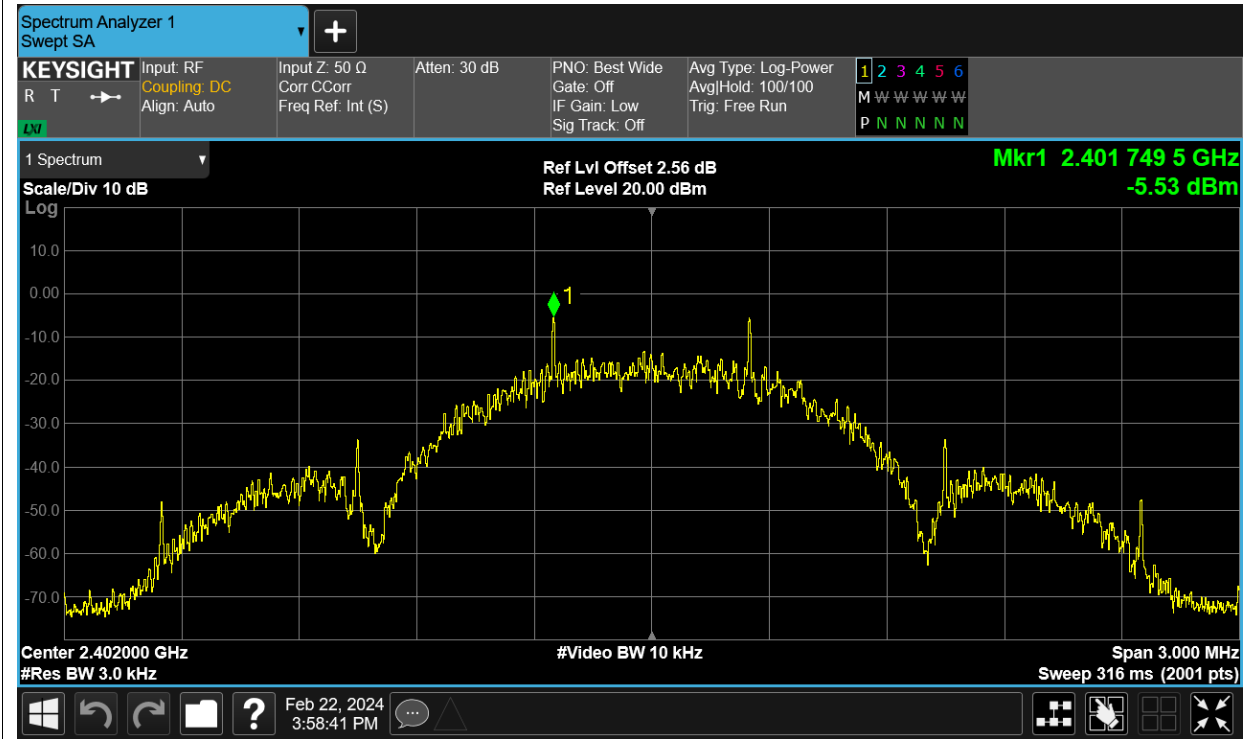 Spectrum Analyzer 1
Swept SA
+
KEYSIGHT
R T
LXI
Input: RF
Coupling: DC
Align: Auto
Input Z: 50 Ω
Corr CCorr
Freq Ref: Int (S)
Atten: 30 dB
PNO: Best Wide
Gate: Off
IF Gain: Low
Sig Track: Off
Avg Type: Log-Power
Avg|Hold: 100/100
Trig: Free Run
1 2 3 4 5 6
M W W W W W
P N N N N N
1 Spectrum
Scale/Div 10 dB
Log
Ref Lvl Offset 2.56 dB
Ref Level 20.00 dBm
Mkr1 2.401 749 5 GHz
-5.53 dBm
10.0
0.00
-10.0
-20.0
-30.0
-40.0
-50.0
-60.0
-70.0
1
Center 2.402000 GHz
#Res BW 3.0 kHz
#Video BW 10 kHz
Span 3.000 MHz
Sweep 316 ms (2001 pts)
?
Feb 22, 2024
3:58:41 PM